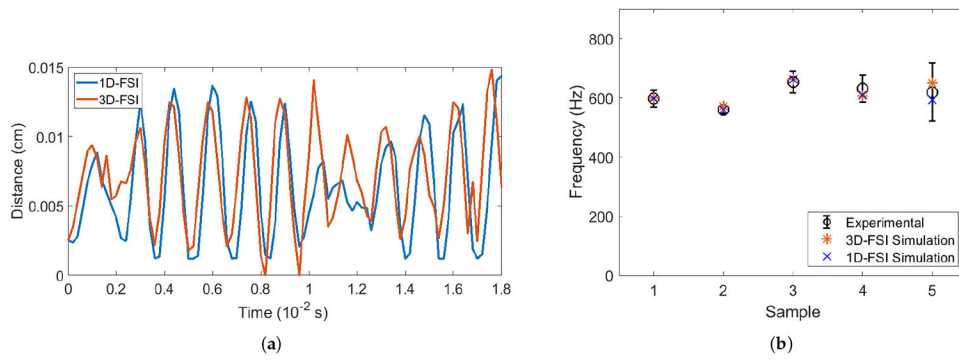 1D-FSI
3D-FSI
Distance (cm)
0.015
0.01
0.005
0
0 0.2 0.4 0.6 0.8 1.0 1.2 1.4 1.6 1.8
Time (10⁻² s)
(a)
Frequency (Hz)
800
600
400
200
0
Experimental
3D-FSI Simulation
1D-FSI Simulation
1 2 3 4 5
Sample
(b)